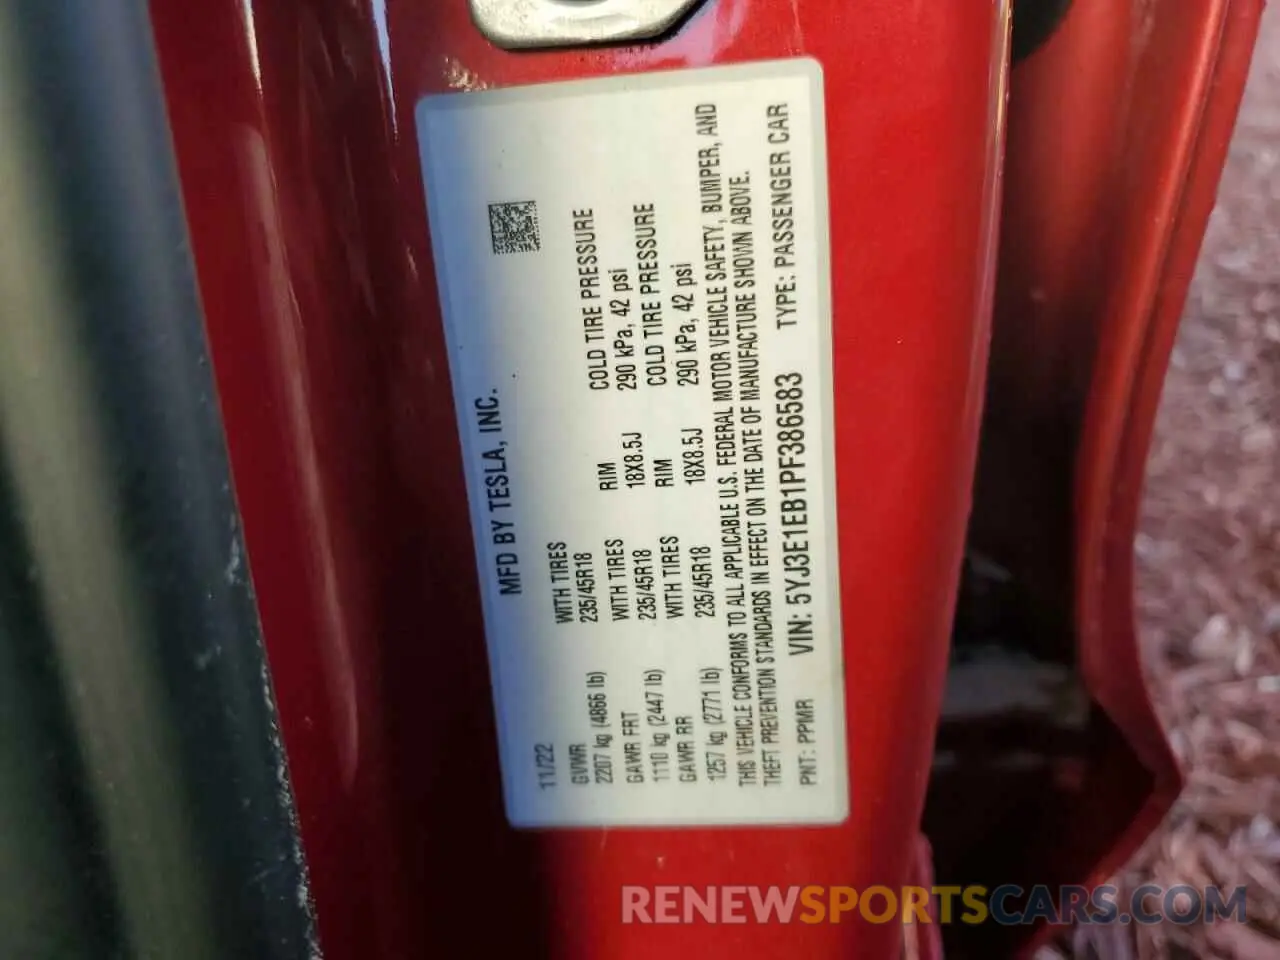 MFD BY TESLA, INC.
11/22
GVWR WITH TIRES RIM COLD TIRE PRESSURE
2207 kg (4866 lb) 235/45R18 18X8.5J 290 kPa, 42 psi
GAWR FRT WITH TIRES RIM COLD TIRE PRESSURE
1110 kg (2447 lb) 235/45R18 18X8.5J 290 kPa, 42 psi
GAWR RR WITH TIRES
1257 kg (2771 lb) 235/45R18
THIS VEHICLE CONFORMS TO ALL APPLICABLE U.S. FEDERAL MOTOR VEHICLE SAFETY, BUMPER, AND
THEFT PREVENTION STANDARDS IN EFFECT ON THE DATE OF MANUFACTURE SHOWN ABOVE.
PNT: PPMR VIN: 5YJ3E1EB1PF386583 TYPE: PASSENGER CAR
RENEWSPORTSCARS.COM